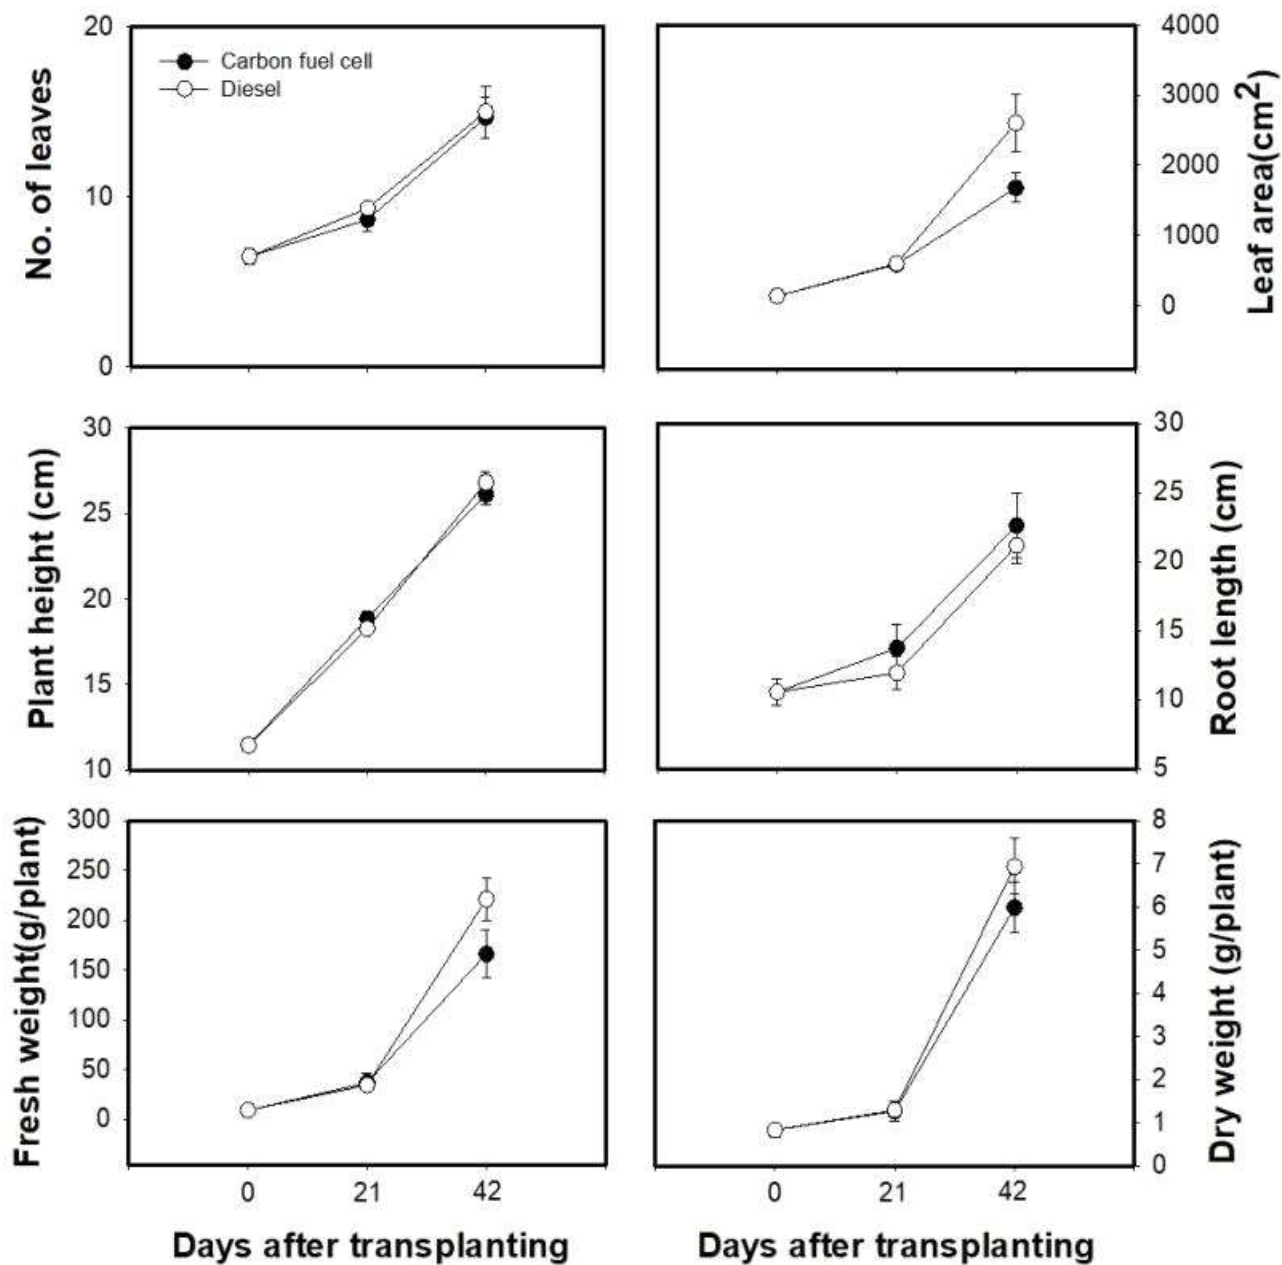 No. of leaves
20
10
0
Carbon fuel cell
Diesel
4000
3000
2000
1000
0
Leaf area(cm²)
Plant height (cm)
30
25
20
15
10
30
25
20
15
10
5
Root length (cm)
Fresh weight(g/plant)
300
250
200
150
100
50
0
8
7
6
5
4
3
2
1
0
Dry weight (g/plant)
0 21 42
0 21 42
Days after transplanting
Days after transplanting